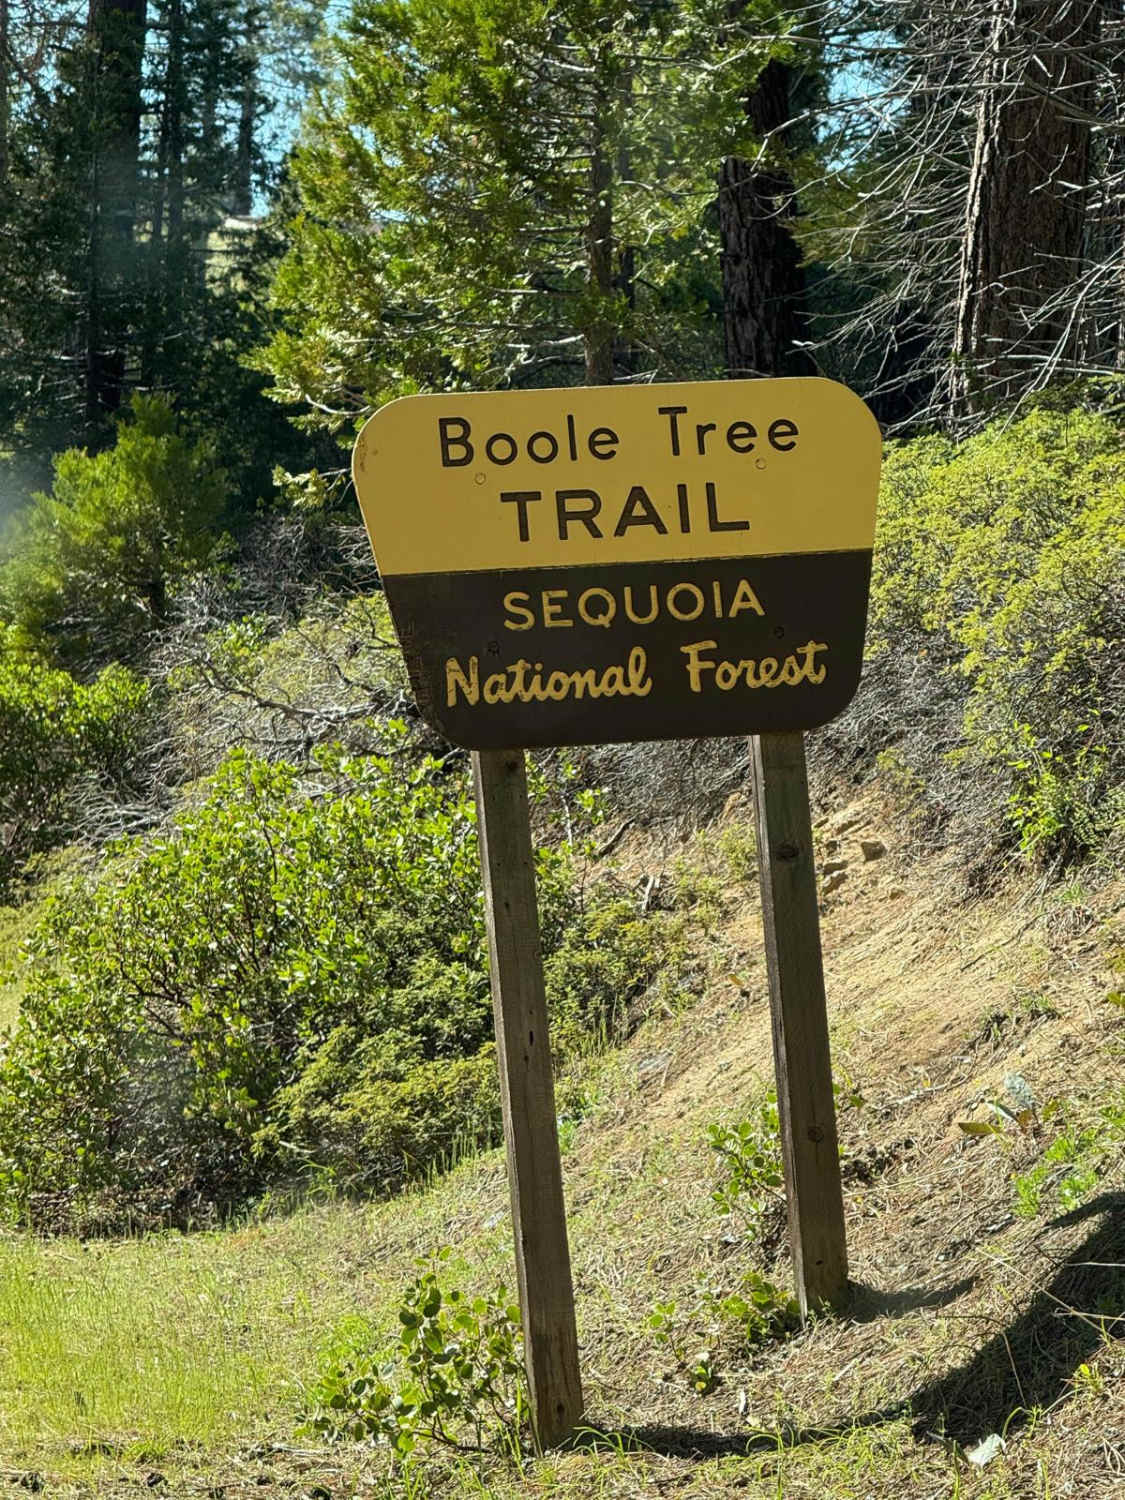 Boole Tree
TRAIL
SEQUOIA
National Forest